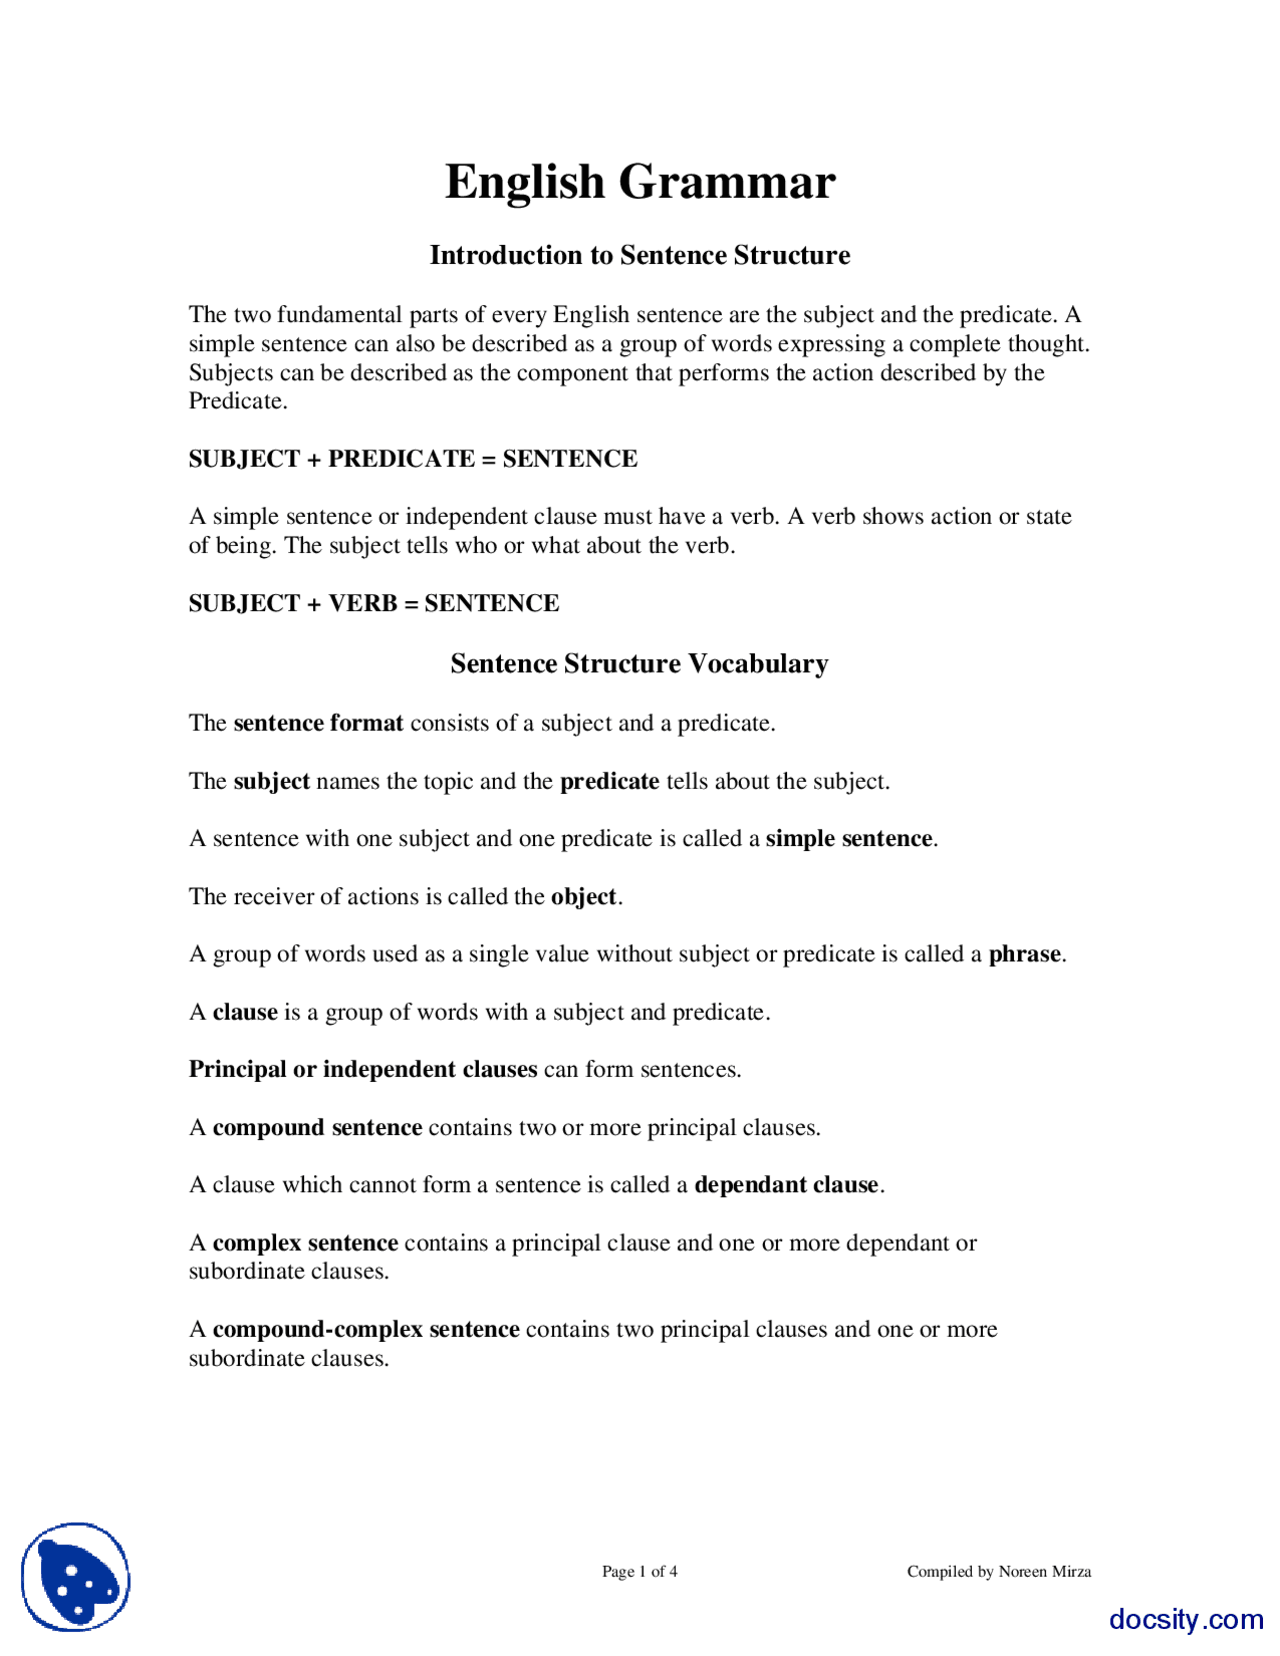 English Grammar
Introduction to Sentence Structure
The two fundamental parts of every English sentence are the subject and the predicate. A
simple sentence can also be described as a group of words expressing a complete thought.
Subjects can be described as the component that performs the action described by the
Predicate.
SUBJECT + PREDICATE = SENTENCE
A simple sentence or independent clause must have a verb. A verb shows action or state
of being. The subject tells who or what about the verb.
SUBJECT + VERB = SENTENCE
Sentence Structure Vocabulary
The sentence format consists of a subject and a predicate.
The subject names the topic and the predicate tells about the subject.
A sentence with one subject and one predicate is called a simple sentence.
The receiver of actions is called the object.
A group of words used as a single value without subject or predicate is called a phrase.
A clause is a group of words with a subject and predicate.
Principal or independent clauses can form sentences.
A compound sentence contains two or more principal clauses.
A clause which cannot form a sentence is called a dependant clause.
A complex sentence contains a principal clause and one or more dependant or
subordinate clauses.
A compound-complex sentence contains two principal clauses and one or more
subordinate clauses.
Page 1 of 4
Compiled by Noreen Mirza
docsity.com